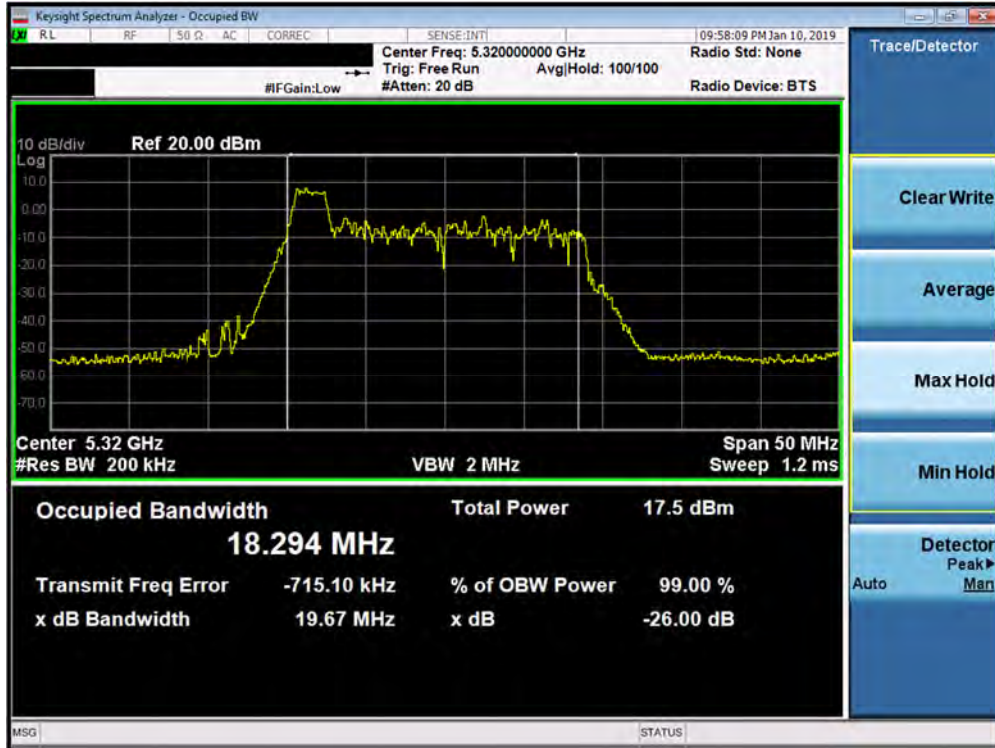 Keysight Spectrum Analyzer - Occupied BW
LXI RL RF 50 Ω AC CORREC SENSE:INT 09:58:09 PM Jan 10, 2019
Center Freq: 5.320000000 GHz Radio Std: None
Trig: Free Run Avg|Hold: 100/100
#IFGain:Low #Atten: 20 dB Radio Device: BTS
10 dB/div Ref 20.00 dBm
Log
10.0
0.00
-10.0
-20.0
-30.0
-40.0
-50.0
-60.0
-70.0
Center 5.32 GHz Span 50 MHz
#Res BW 200 kHz VBW 2 MHz Sweep 1.2 ms
Occupied Bandwidth Total Power 17.5 dBm
18.294 MHz
Transmit Freq Error -715.10 kHz % of OBW Power 99.00 %
x dB Bandwidth 19.67 MHz x dB -26.00 dB
MSG STATUS
Trace/Detector
Clear Write
Average
Max Hold
Min Hold
Detector
Peak▶
Auto Man